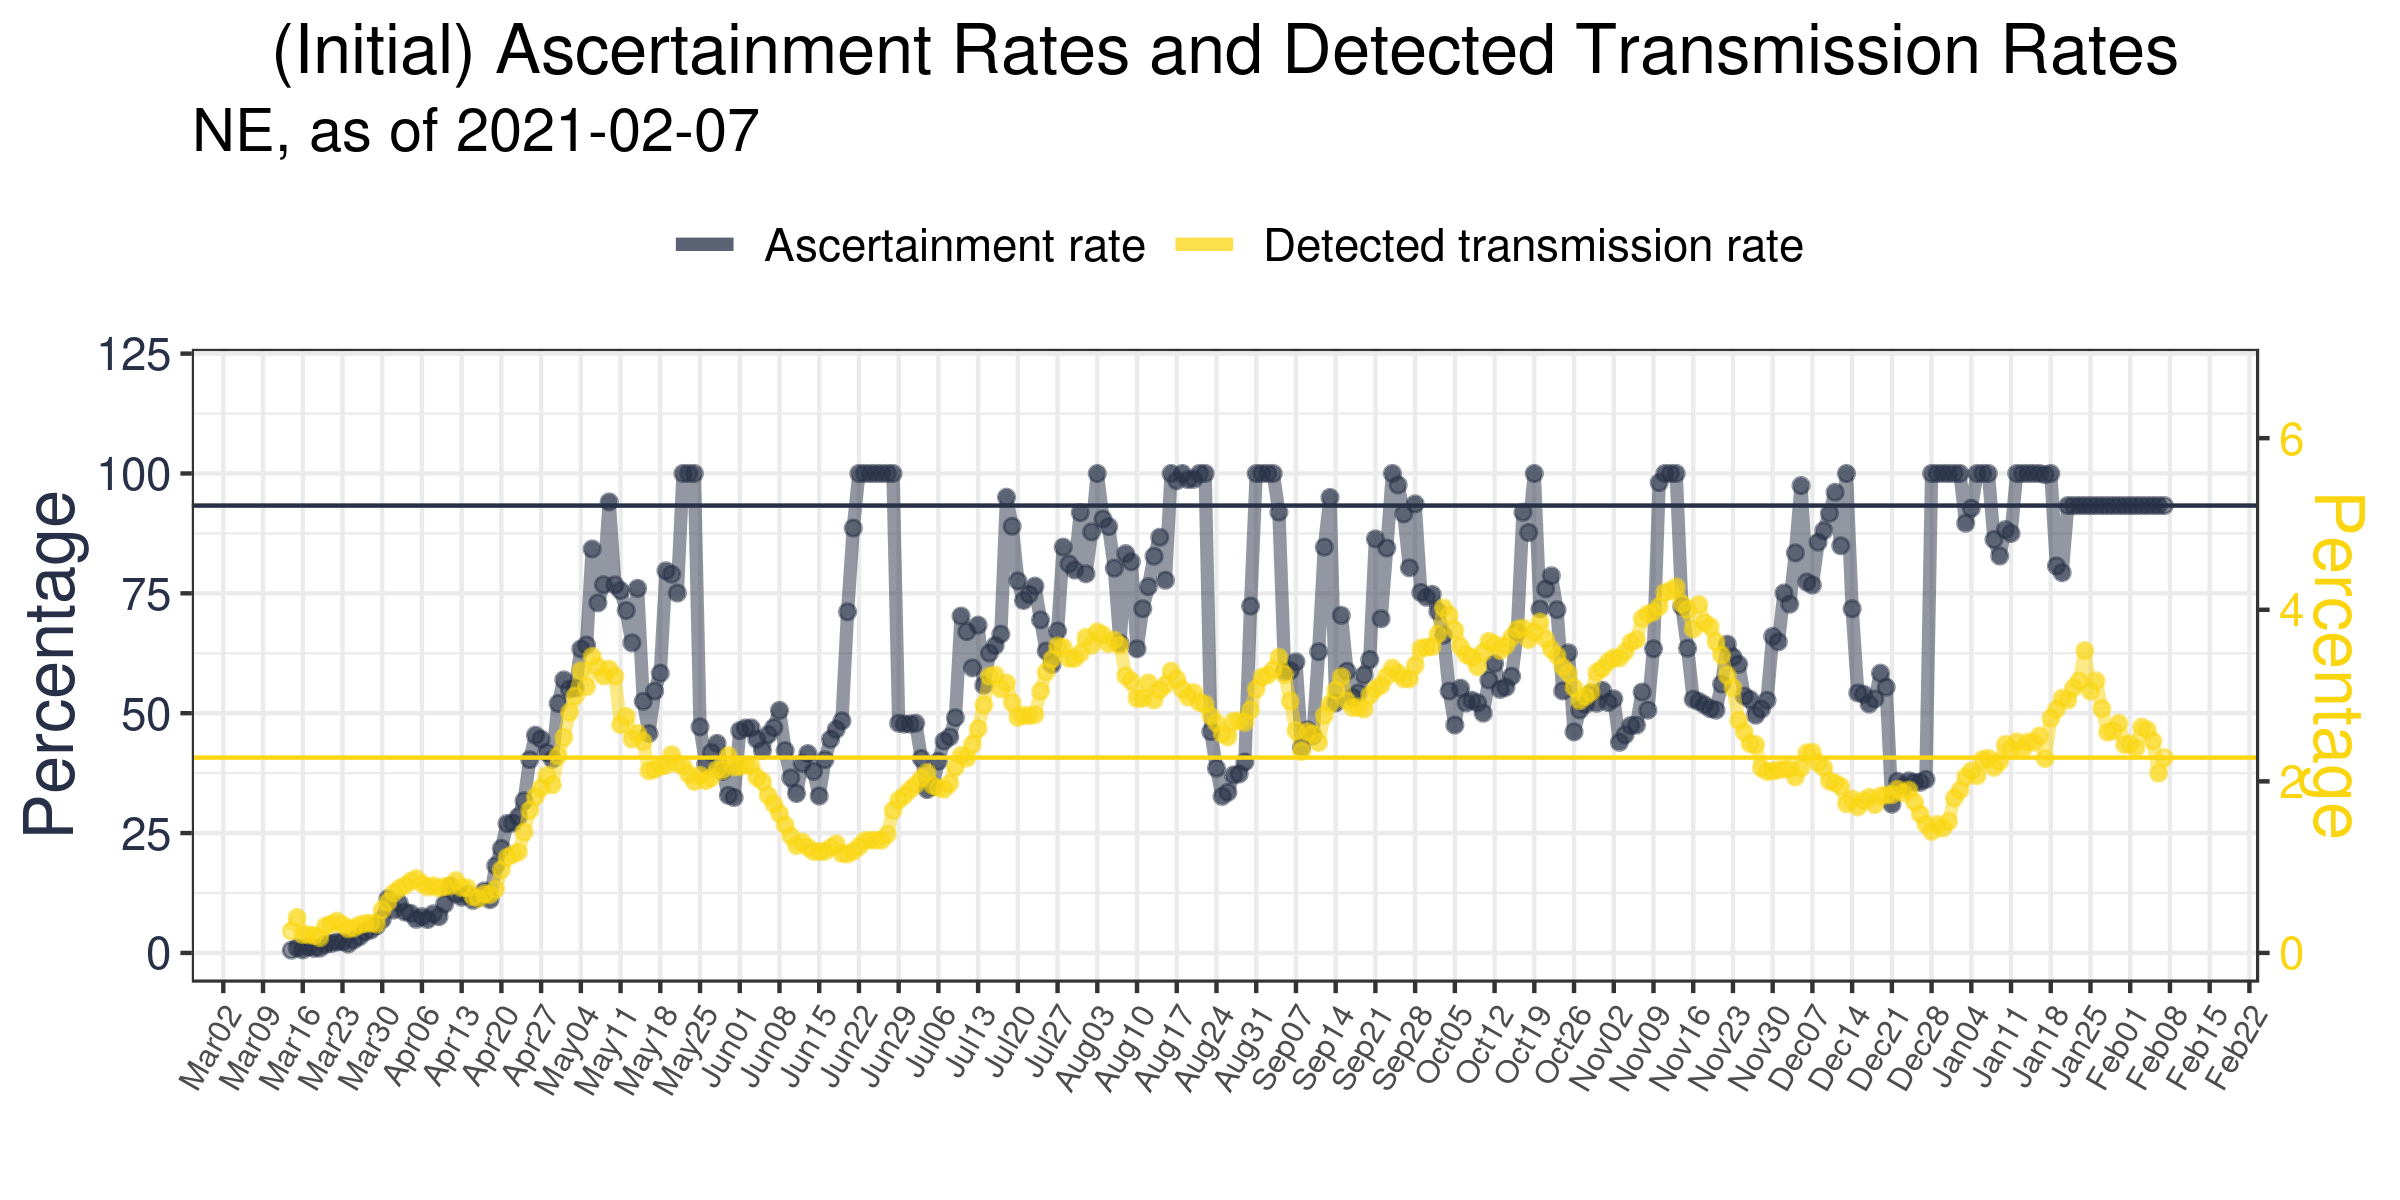 (Initial) Ascertainment Rates and Detected Transmission Rates
NE, as of 2021-02-07
Ascertainment rate
Detected transmission rate
125
100
75
50
25
0
Percentage
6
4
2
0
Percentage
Mar02
Mar09
Mar16
Mar23
Mar30
Apr06
Apr13
Apr20
Apr27
May04
May11
May18
May25
Jun01
Jun08
Jun15
Jun22
Jun29
Jul06
Jul13
Jul20
Jul27
Aug03
Aug10
Aug17
Aug24
Aug31
Sep07
Sep14
Sep21
Sep28
Oct05
Oct12
Oct19
Oct26
Nov02
Nov09
Nov16
Nov23
Nov30
Dec07
Dec14
Dec21
Dec28
Jan04
Jan11
Jan18
Jan25
Feb01
Feb08
Feb15
Feb22